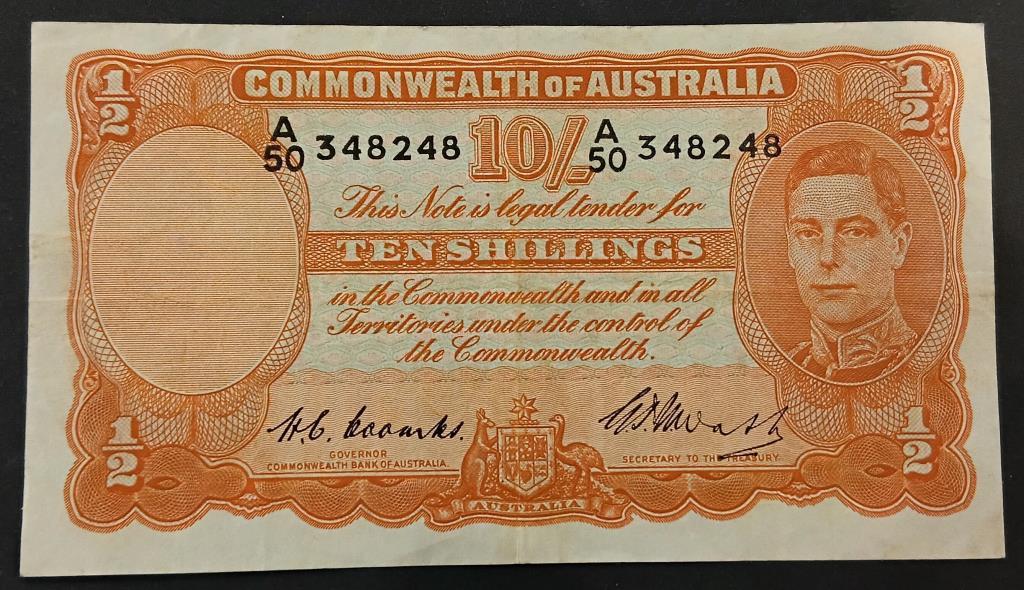 1/2
1/2
COMMONWEALTH OF AUSTRALIA
A/50 348248 10/- A/50 348248
This Note is legal tender for
TEN SHILLINGS
in the Commonwealth and in all
Territories under the control of
the Commonwealth.
H.C. Coombs.
GOVERNOR
COMMONWEALTH BANK OF AUSTRALIA.
SECRETARY TO THE TREASURY
AUSTRALIA
1/2
1/2